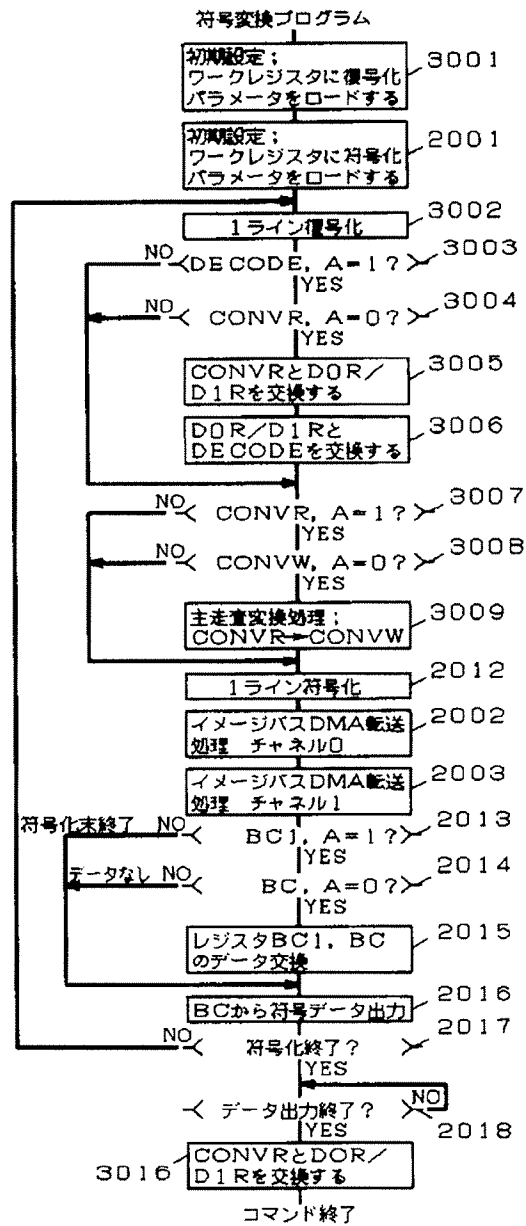 符号変換プログラム
初期設定；
ワークレジスタに復号化
パラメータをロードする
3001
初期設定；
ワークレジスタに符号化
パラメータをロードする
2001
1ライン復号化
3002
NO
DECODE, A=1?
3003
YES
NO
CONVR, A=0?
3004
YES
CONVRとD0R／
D1Rを交換する
3005
D0R／D1Rと
DECODEを交換する
3006
NO
CONVR, A=1?
3007
YES
NO
CONVW, A=0?
3008
YES
主走査変換処理；
CONVR→CONVW
3009
1ライン符号化
2012
イメージバスDMA転送
処理 チャネル0
2002
イメージバスDMA転送
処理 チャネル1
2003
符号化末終了
NO
BC1, A=1?
2013
YES
データなし
NO
BC, A=0?
2014
YES
レジスタBC1, BC
のデータ交換
2015
BCから符号データ出力
2016
NO
符号化終了?
2017
YES
NO
データ出力終了?
2018
YES
CONVRとDOR／
D1Rを交換する
3016
コマンド終了